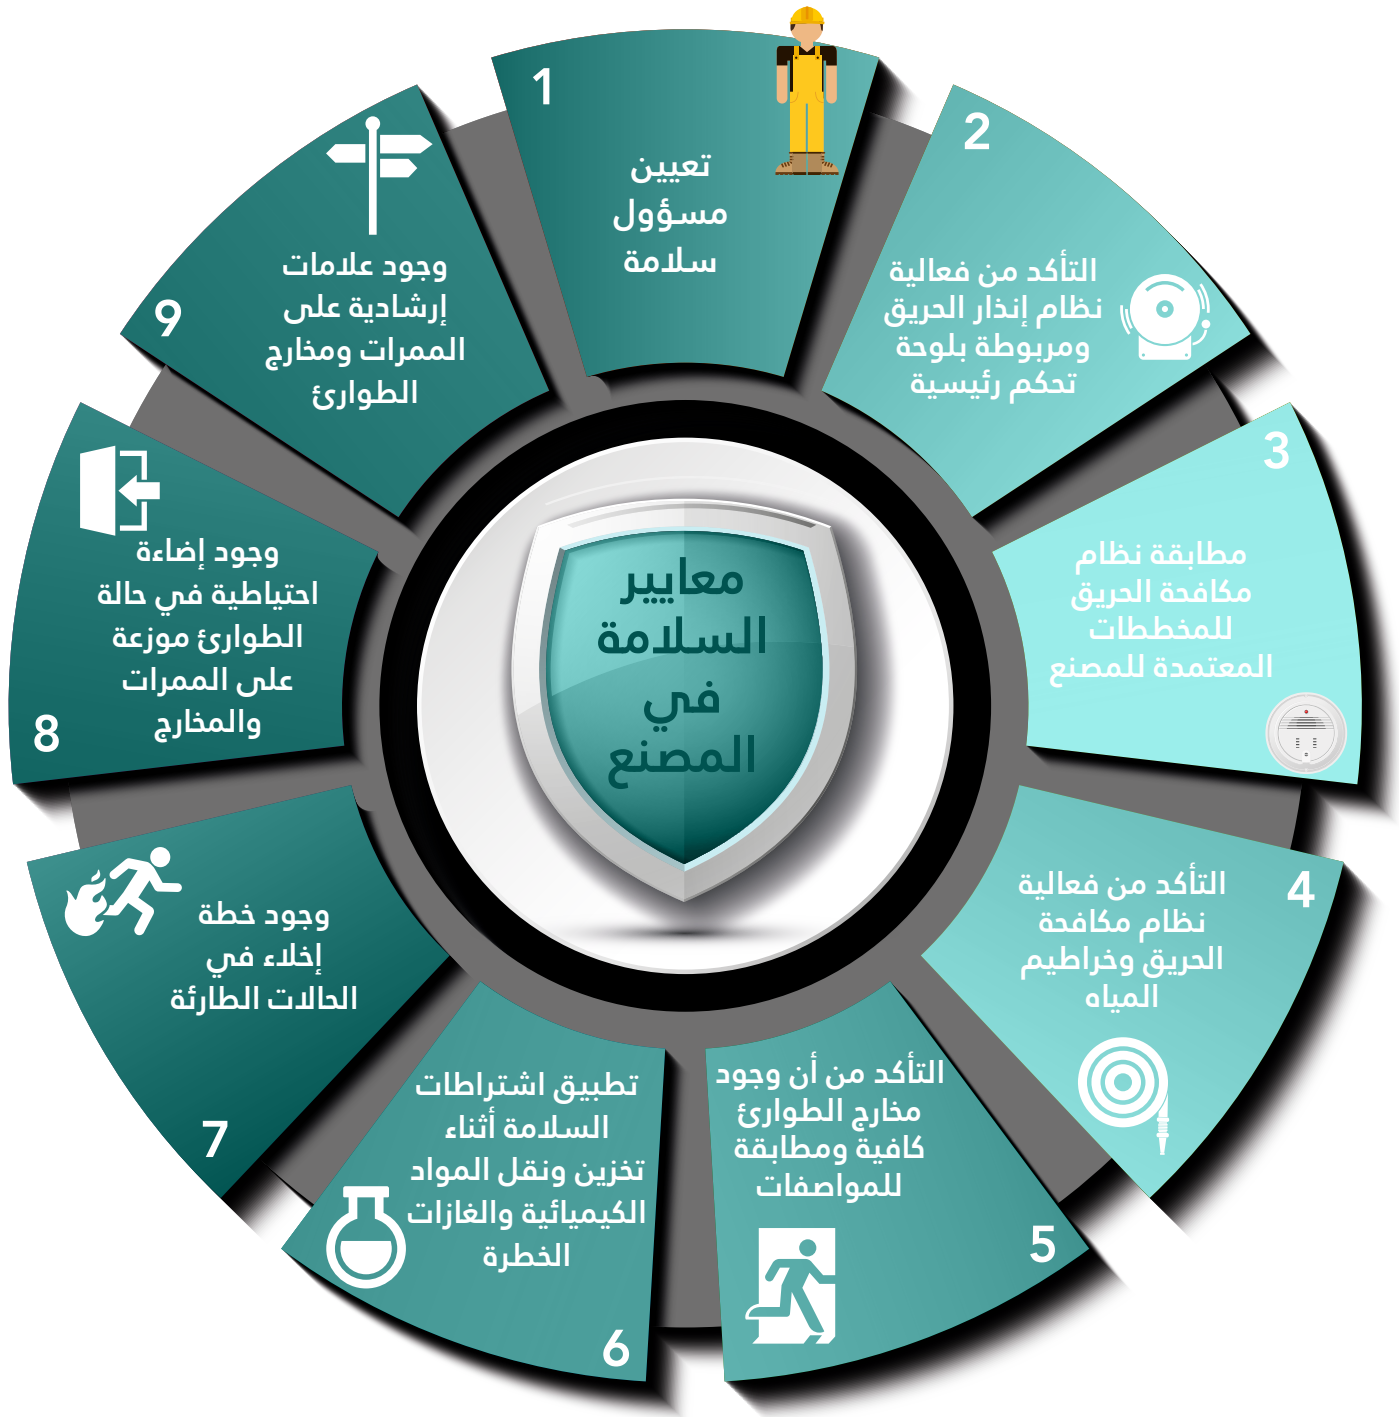 معايير
السلامة
في
المصنع
1
تعيين
مسؤول
سلامة
2
التأكد من فعالية
نظام إنذار الحريق
ومربوطة بلوحة
تحكم رئيسية
3
مطابقة نظام
مكافحة الحريق
للمخططات
المعتمدة للمصنع
4
التأكد من فعالية
نظام مكافحة
الحريق وخراطيم
المياه
5
التأكد من أن وجود
مخارج الطوارئ
كافية ومطابقة
للمواصفات
6
تطبيق اشتراطات
السلامة أثناء
تخزين ونقل المواد
الكيميائية والغازات
الخطرة
7
وجود خطة
إخلاء في
الحالات الطارئة
8
وجود إضاءة
احتياطية في حالة
الطوارئ موزعة
على الممرات
والمخارج
9
وجود علامات
إرشادية على
الممرات ومخارج
الطوارئ